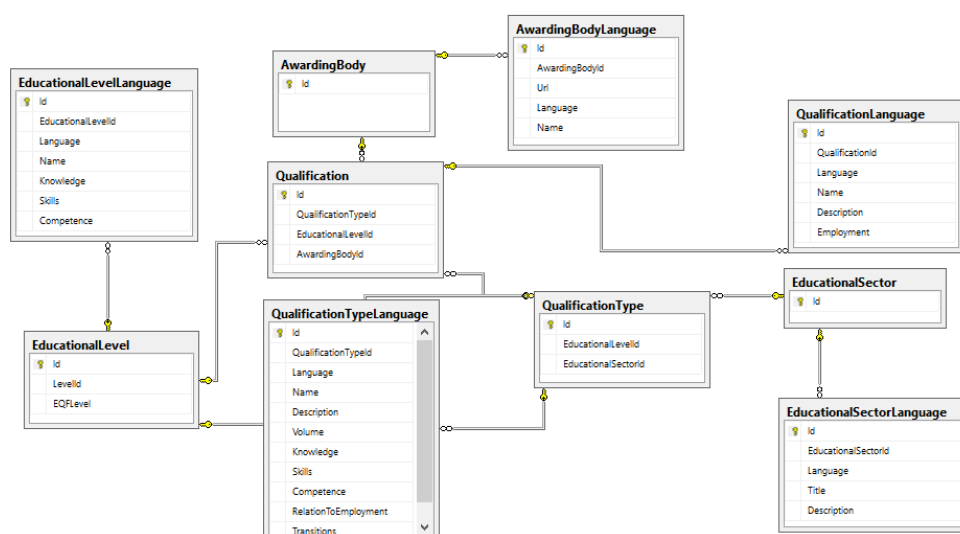 AwardingBodyLanguage
Id
AwardingBodyId
Url
Language
Name
AwardingBody
Id
EducationalLevelLanguage
Id
EducationalLevelId
Language
Name
Knowledge
Skills
Competence
QualificationLanguage
Id
QualificationId
Language
Name
Description
Employment
Qualification
Id
QualificationTypeId
EducationalLevelId
AwardingBodyId
EducationalSector
Id
QualificationType
Id
EducationalLevelId
EducationalSectorId
QualificationTypeLanguage
Id
QualificationTypeId
Language
Name
Description
Volume
Knowledge
Skills
Competence
RelationToEmployment
Transitions
EducationalLevel
Id
LevelId
EQFLevel
EducationalSectorLanguage
Id
EducationalSectorId
Language
Title
Description